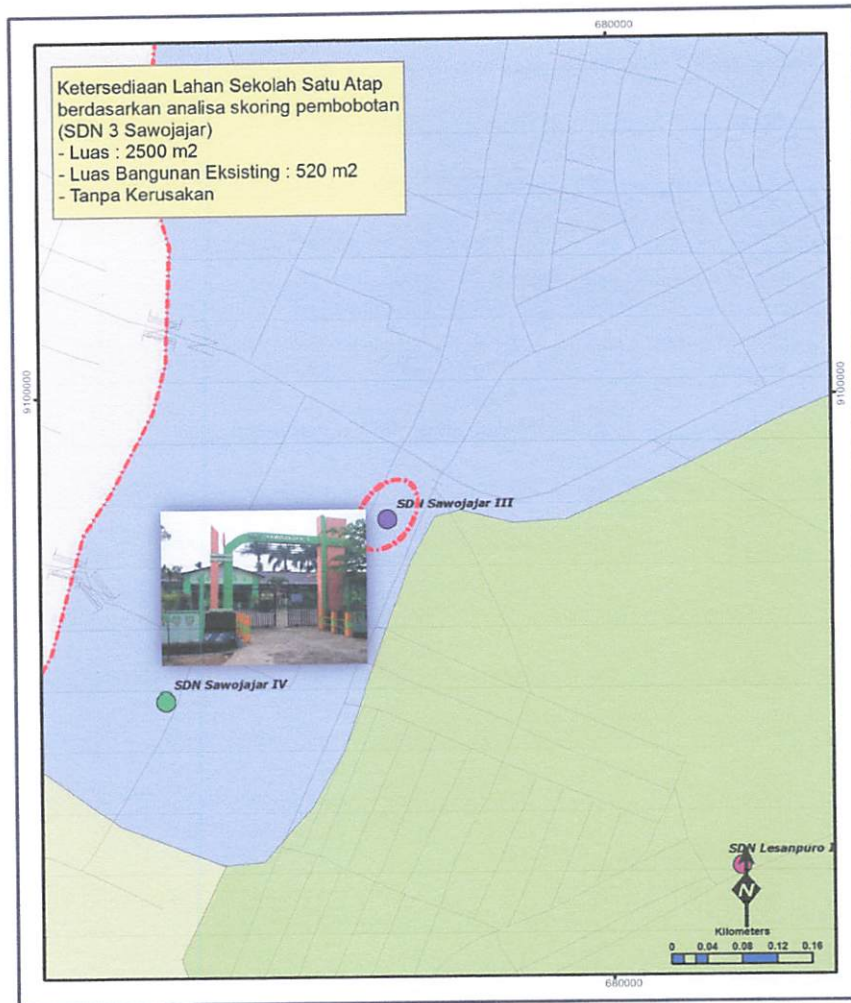 680000
Ketersediaan Lahan Sekolah Satu Atap
berdasarkan analisa skoring pembobotan
(SDN 3 Sawojajar)
- Luas : 2500 m2
- Luas Bangunan Eksisting : 520 m2
- Tanpa Kerusakan
9100000
9100000
SDN Sawojajar III
SDN Sawojajar IV
SDN Lesanpuro I
N
Kilometers
0 0.04 0.08 0.12 0.16
680000